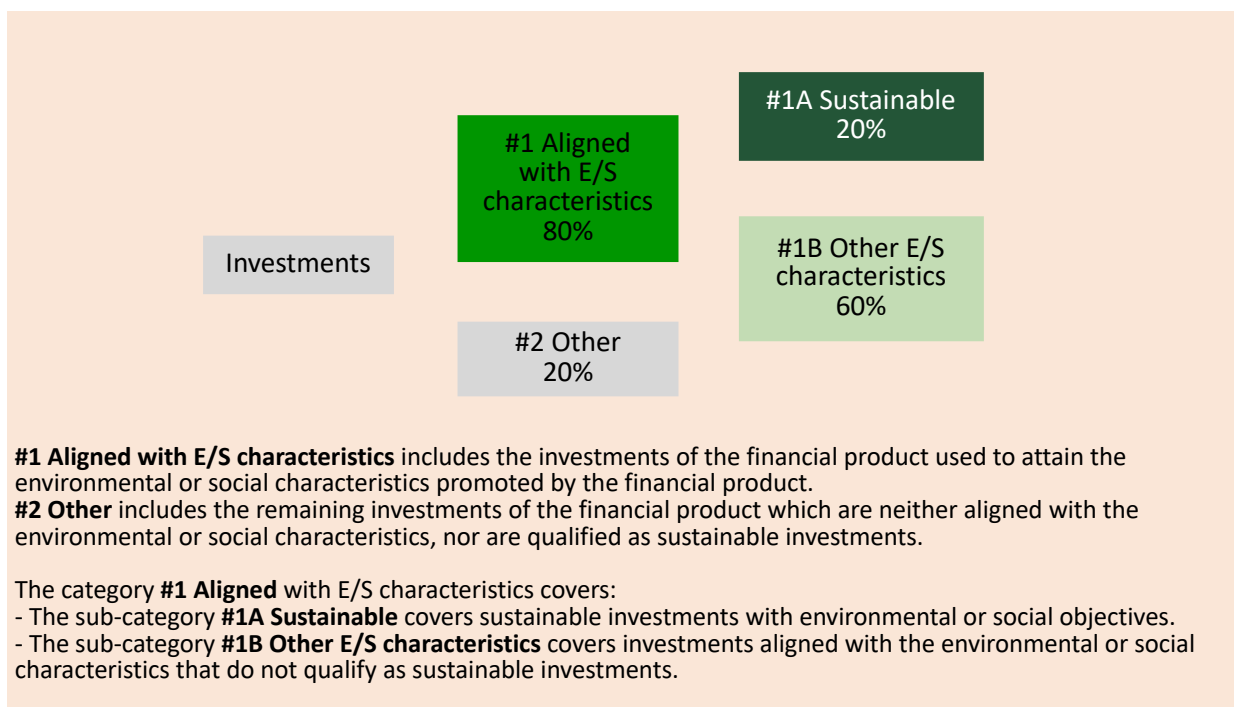 #1A Sustainable
20%
#1 Aligned
with E/S
characteristics
80%
#1B Other E/S
characteristics
60%
Investments
#2 Other
20%
#1 Aligned with E/S characteristics includes the investments of the financial product used to attain the
environmental or social characteristics promoted by the financial product.
#2 Other includes the remaining investments of the financial product which are neither aligned with the
environmental or social characteristics, nor are qualified as sustainable investments.
The category #1 Aligned with E/S characteristics covers:
- The sub-category #1A Sustainable covers sustainable investments with environmental or social objectives.
- The sub-category #1B Other E/S characteristics covers investments aligned with the environmental or social
characteristics that do not qualify as sustainable investments.